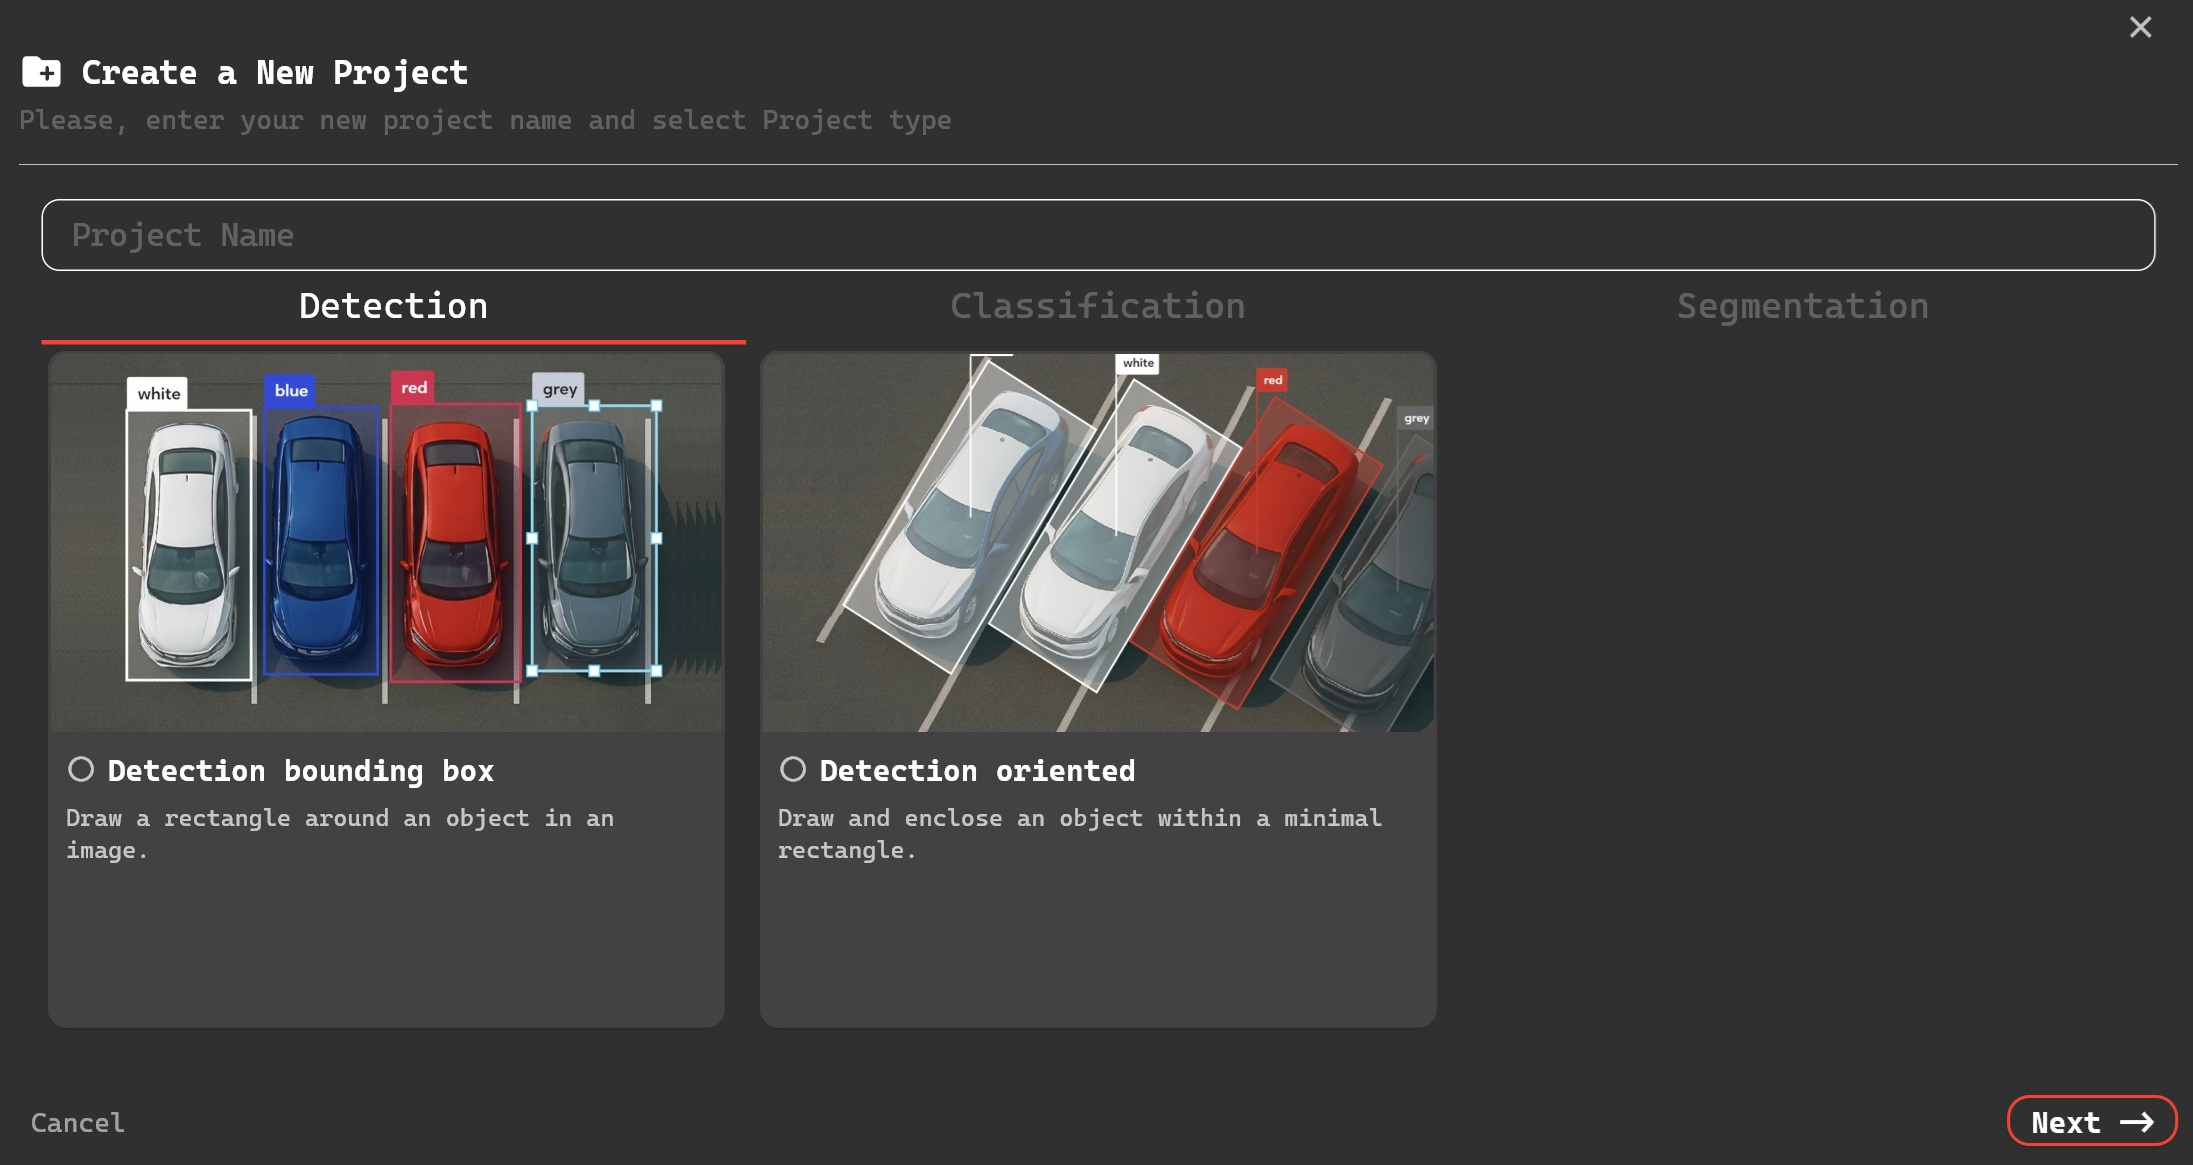 Create a New Project
Please, enter your new project name and select Project type
Project Name
Detection
Classification
Segmentation
white
blue
red
grey
white
red
grey
Detection bounding box
Draw a rectangle around an object in an
image.
Detection oriented
Draw and enclose an object within a minimal
rectangle.
Cancel
Next